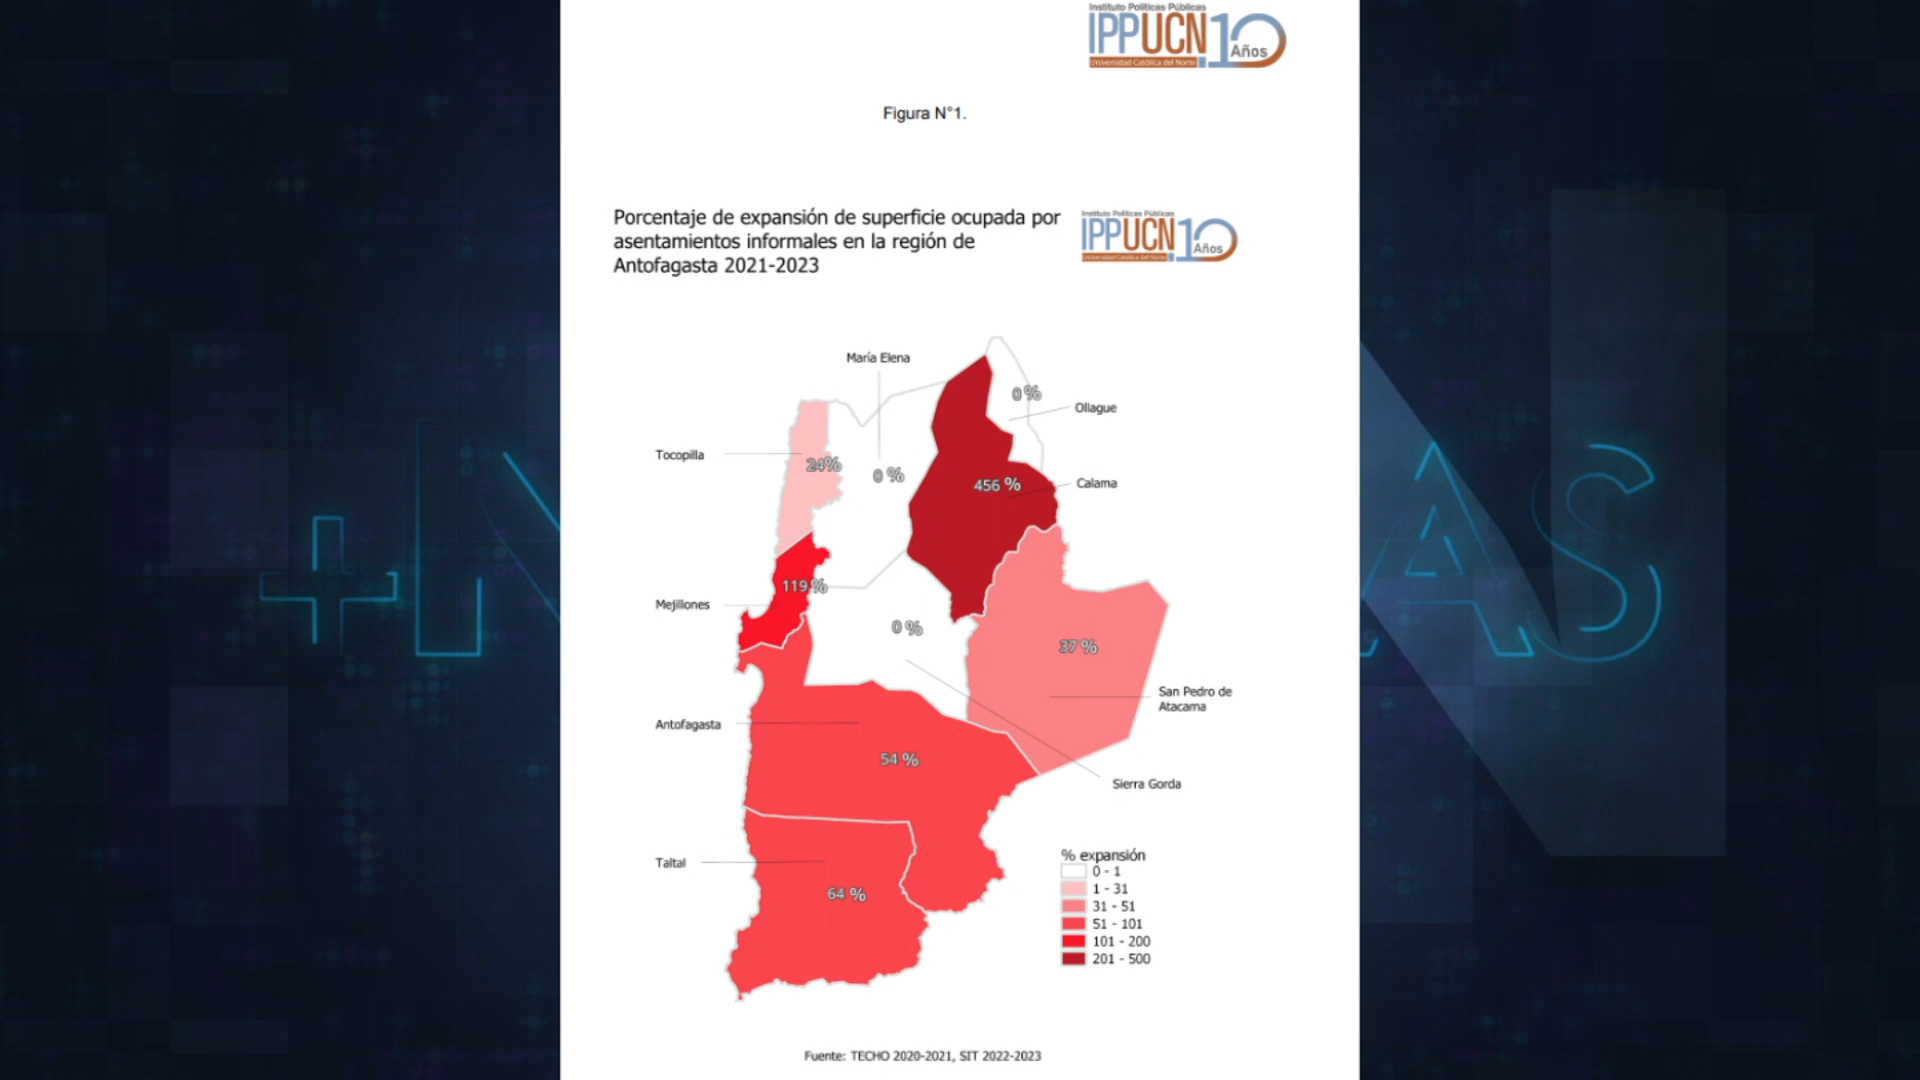 Instituto Políticas Públicas
IPPUCN 10 Años
Universidad Católica del Norte
Figura N°1.
Porcentaje de expansión de superficie ocupada por
asentamientos informales en la región de
Antofagasta 2021-2023
Instituto Políticas Públicas
IPPUCN 10 Años
Universidad Católica del Norte
María Elena
0 %
Ollague
Tocopilla
24%
0 %
456 %
Calama
119 %
Mejillones
0 %
37 %
San Pedro de
Atacama
Antofagasta
54 %
Sierra Gorda
Taltal
64 %
% expansión
0 - 1
1 - 31
31 - 51
51 - 101
101 - 200
201 - 500
Fuente: TECHO 2020-2021, SIT 2022-2023